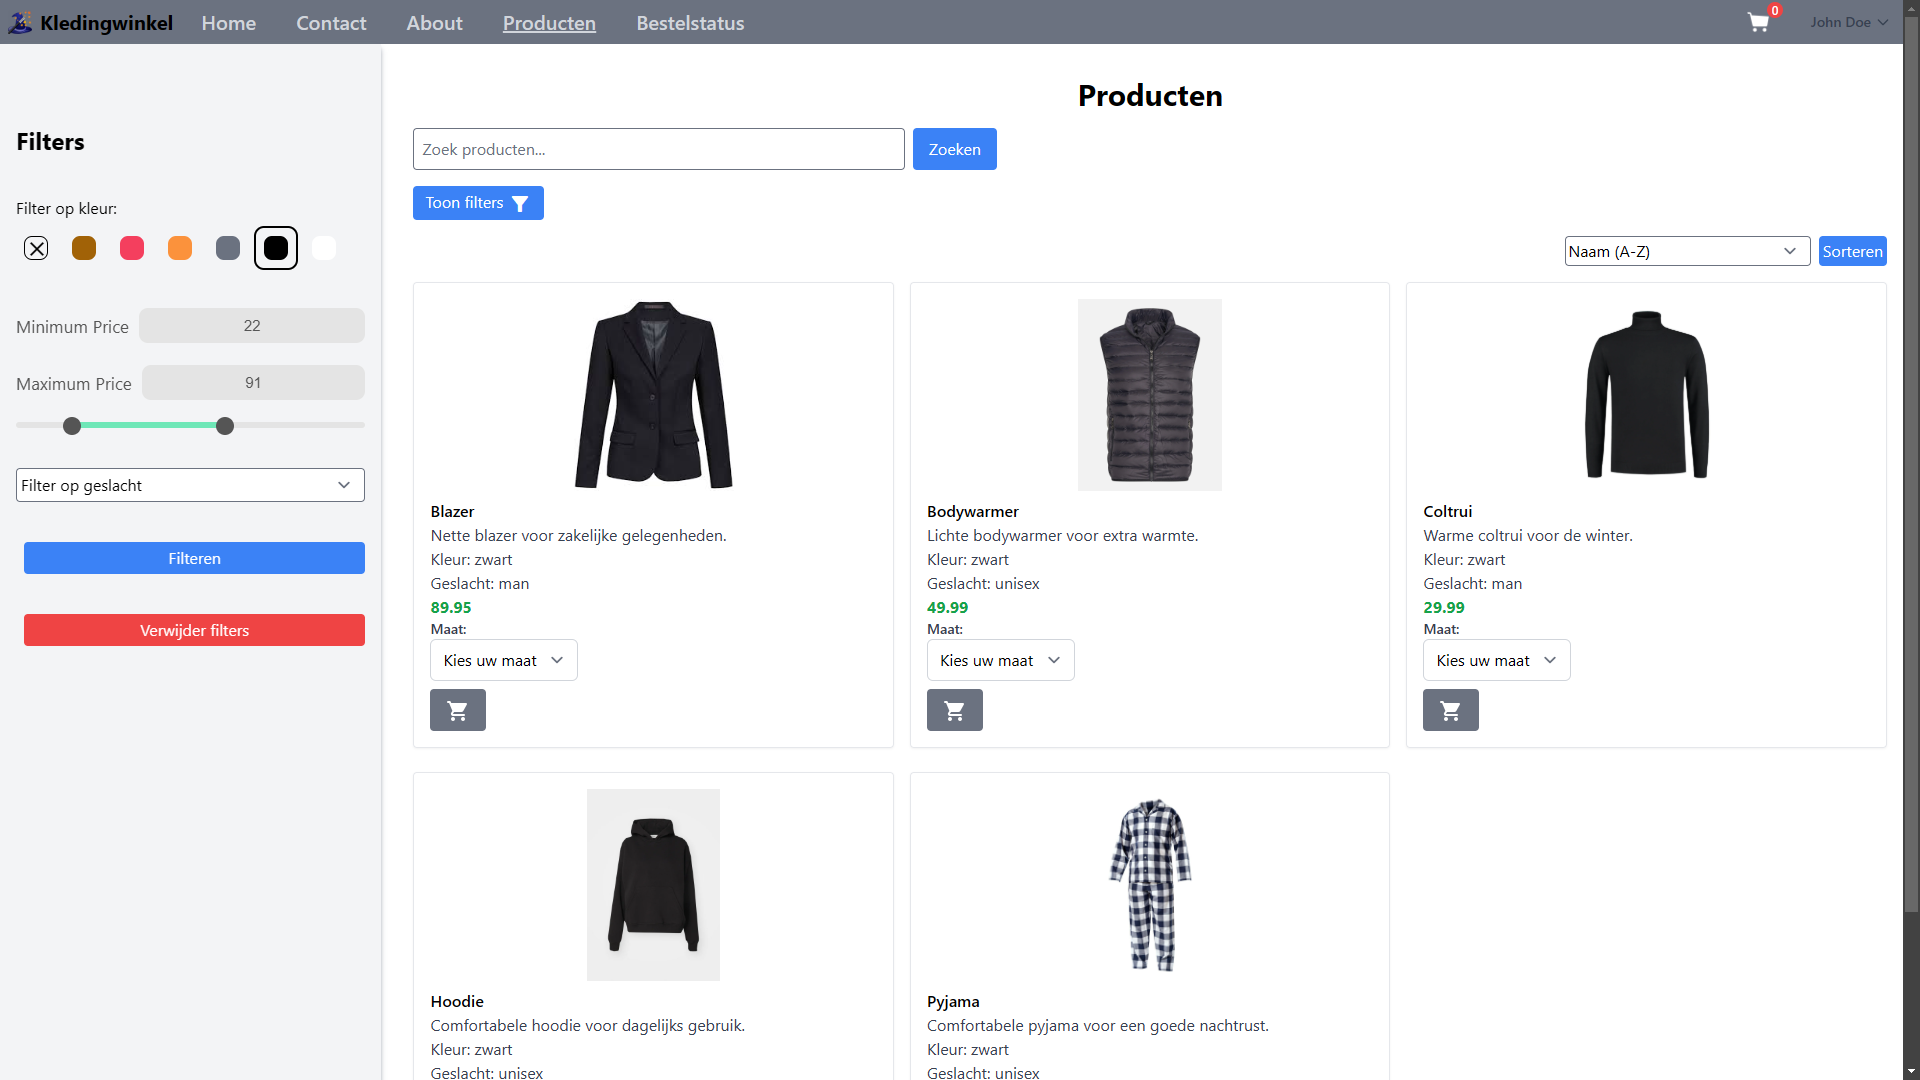 Kledingwinkel Home Contact About Producten Bestelstatus 0 John Doe
Filters
Filter op kleur:
Minimum Price 22
Maximum Price 91
Filter op geslacht
Filteren
Verwijder filters
Producten
Zoek producten...
Zoeken
Toon filters
Naam (A-Z)
Sorteren
Blazer
Nette blazer voor zakelijke gelegenheden.
Kleur: zwart
Geslacht: man
89.95
Maat:
Kies uw maat
Bodywarmer
Lichte bodywarmer voor extra warmte.
Kleur: zwart
Geslacht: unisex
49.99
Maat:
Kies uw maat
Coltrui
Warme coltrui voor de winter.
Kleur: zwart
Geslacht: man
29.99
Maat:
Kies uw maat
Hoodie
Comfortabele hoodie voor dagelijks gebruik.
Kleur: zwart
Geslacht: unisex
Pyjama
Comfortabele pyjama voor een goede nachtrust.
Kleur: zwart
Geslacht: unisex